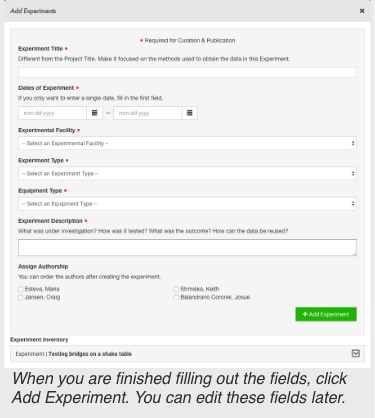 Add Experiments ×
• Required for Curation & Publication
Experiment Title •
Different from the Project Title. Make it focused on the methods used to obtain the data in this Experiment.
Dates of Experiment •
If you only want to enter a single date, fill in the first field.
mm-dd-yyyy — mm-dd-yyyy
Experimental Facility •
-- Select an Experimental Facility --
Experiment Type •
-- Select an Experiment Type --
Equipment Type •
-- Select an Equipment Type --
Experiment Description •
What was under investigation? How was it tested? What was the outcome? How can the data be reused?
Assign Authorship
You can order the authors after creating the experiment.
Esteva, Maria Strmiska, Keith
Jansen, Craig Balandrano Coronel, Josue
+ Add Experiment
Experiment Inventory
Experiment | Testing bridges on a shake table
When you are finished filling out the fields, click
Add Experiment. You can edit these fields later.